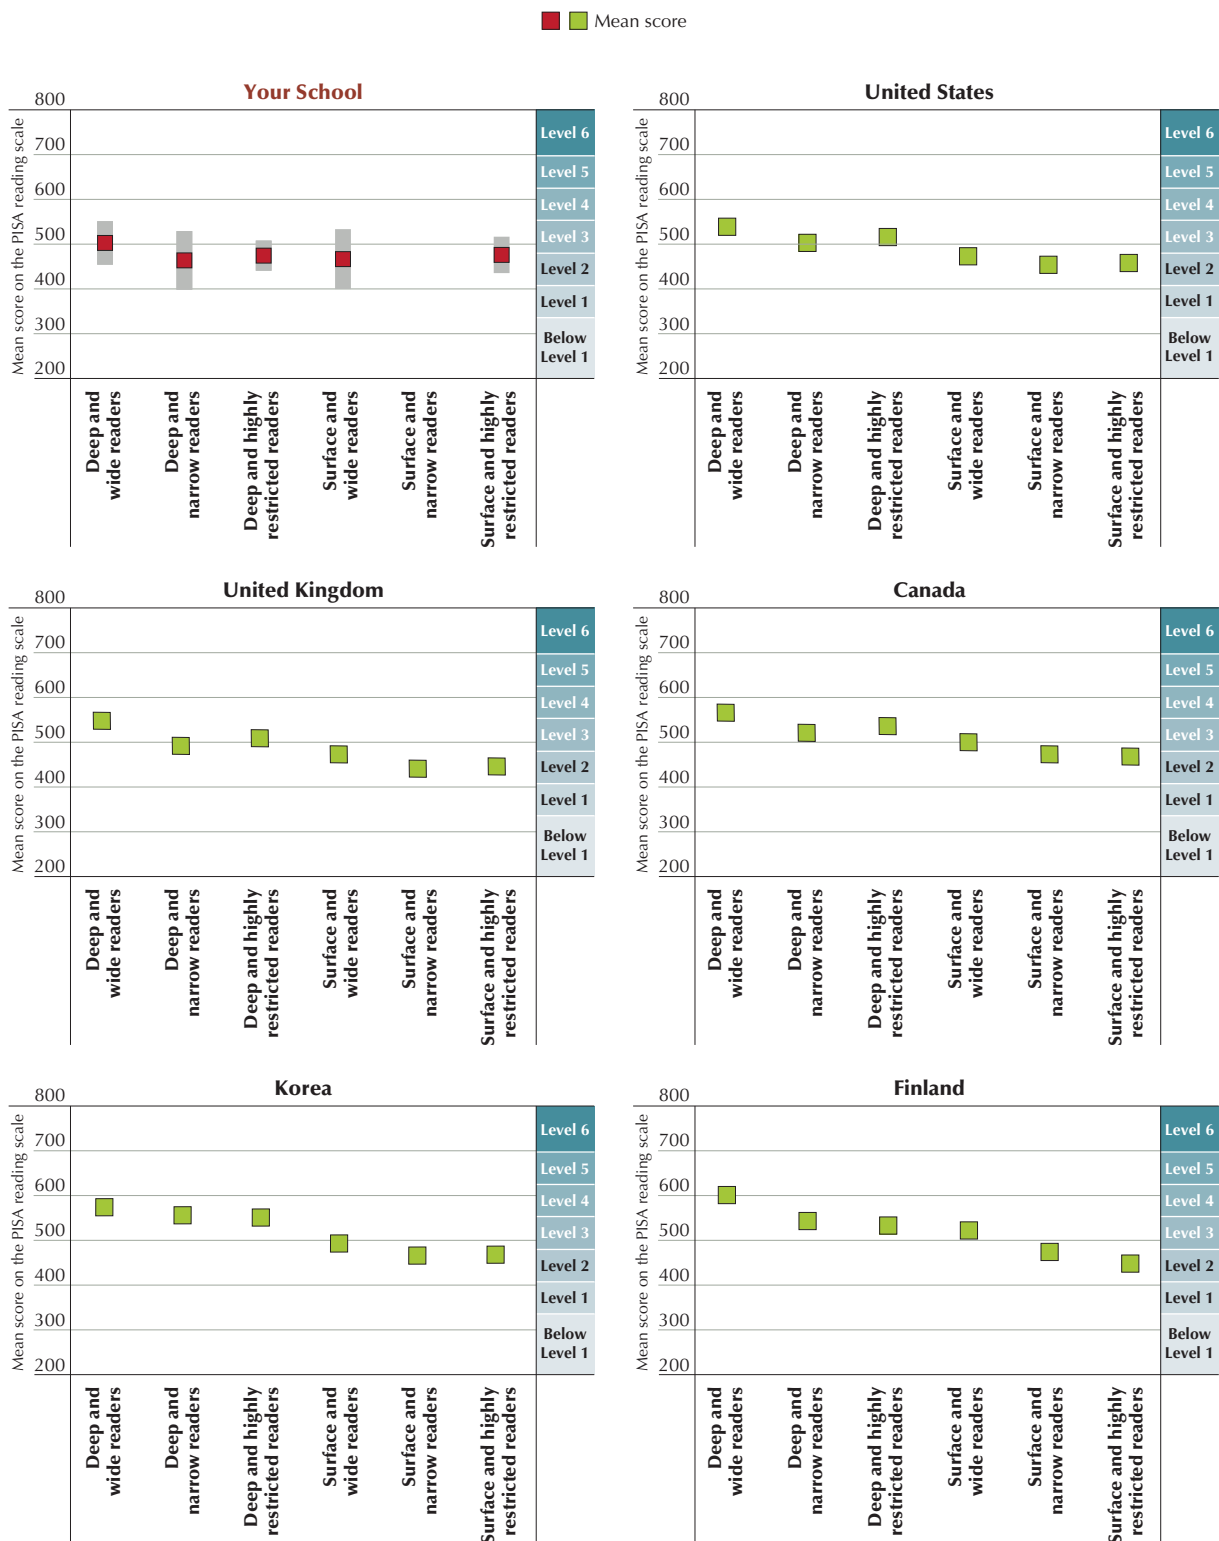 Mean score
Your School
Mean score on the PISA reading scale
800
700
600
500
400
300
200
Level 6
Level 5
Level 4
Level 3
Level 2
Level 1
Below
Level 1
Deep and
wide readers
Deep and
narrow readers
Deep and highly
restricted readers
Surface and
wide readers
Surface and
narrow readers
Surface and highly
restricted readers
United States
Mean score on the PISA reading scale
800
700
600
500
400
300
200
Level 6
Level 5
Level 4
Level 3
Level 2
Level 1
Below
Level 1
Deep and
wide readers
Deep and
narrow readers
Deep and highly
restricted readers
Surface and
wide readers
Surface and
narrow readers
Surface and highly
restricted readers
United Kingdom
Mean score on the PISA reading scale
800
700
600
500
400
300
200
Level 6
Level 5
Level 4
Level 3
Level 2
Level 1
Below
Level 1
Deep and
wide readers
Deep and
narrow readers
Deep and highly
restricted readers
Surface and
wide readers
Surface and
narrow readers
Surface and highly
restricted readers
Canada
Mean score on the PISA reading scale
800
700
600
500
400
300
200
Level 6
Level 5
Level 4
Level 3
Level 2
Level 1
Below
Level 1
Deep and
wide readers
Deep and
narrow readers
Deep and highly
restricted readers
Surface and
wide readers
Surface and
narrow readers
Surface and highly
restricted readers
Korea
Mean score on the PISA reading scale
800
700
600
500
400
300
200
Level 6
Level 5
Level 4
Level 3
Level 2
Level 1
Below
Level 1
Deep and
wide readers
Deep and
narrow readers
Deep and highly
restricted readers
Surface and
wide readers
Surface and
narrow readers
Surface and highly
restricted readers
Finland
Mean score on the PISA reading scale
800
700
600
500
400
300
200
Level 6
Level 5
Level 4
Level 3
Level 2
Level 1
Below
Level 1
Deep and
wide readers
Deep and
narrow readers
Deep and highly
restricted readers
Surface and
wide readers
Surface and
narrow readers
Surface and highly
restricted readers